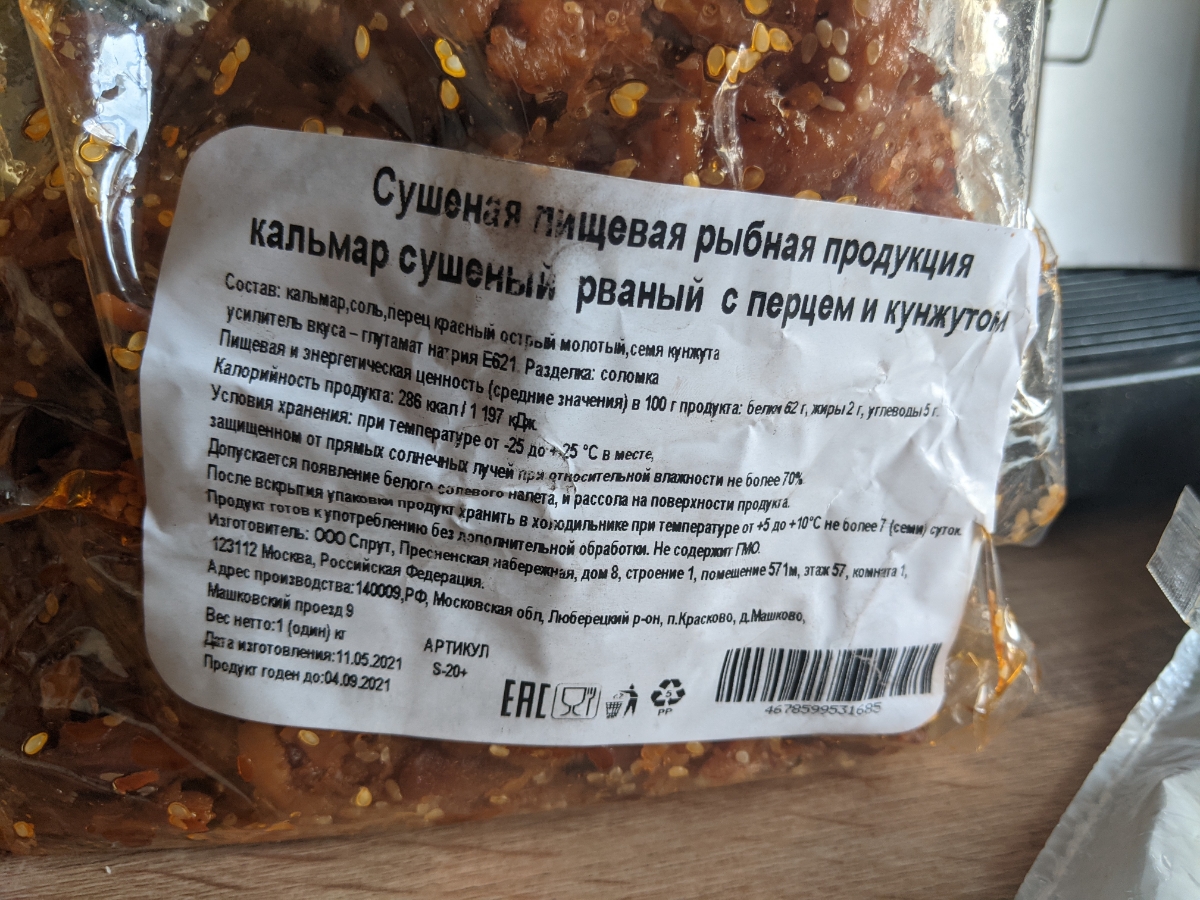 Сушеная пищевая рыбная продукция
кальмар сушеный рваный с перцем и кунжутом
Состав: кальмар,соль,перец красный острый молотый,семя кунжута
усилитель вкуса – глутамат натрия Е621. Разделка: соломка
Пищевая и энергетическая ценность (средние значения) в 100 г продукта: белки 62 г, жиры 2 г, углеводы 5 г.
Калорийность продукта: 286 ккал / 1 197 кДж.
Условия хранения: при температуре от -25 до +25 °С в месте,
защищенном от прямых солнечных лучей при относительной влажности не более 70%
Допускается появление белого солевого налета, и рассола на поверхности продукта.
После вскрытия упаковки продукт хранить в холодильнике при температуре от +5 до +10°С не более 7 (семи) суток.
Продукт готов к употреблению без дополнительной обработки. Не содержит ГМО.
Изготовитель: ООО Спрут, Пресненская набережная, дом 8, строение 1, помещение 571м, этаж 57, комната 1,
123112 Москва, Российская Федерация.
Адрес производства:140009,РФ, Московская обл, Люберецкий р-он, п.Красково, д.Машково,
Машковский проезд 9
Вес нетто:1 (один) кг
Дата изготовления:11.05.2021
Продукт годен до:04.09.2021
АРТИКУЛ
S-20+
EAC
5
PP
4678599531685